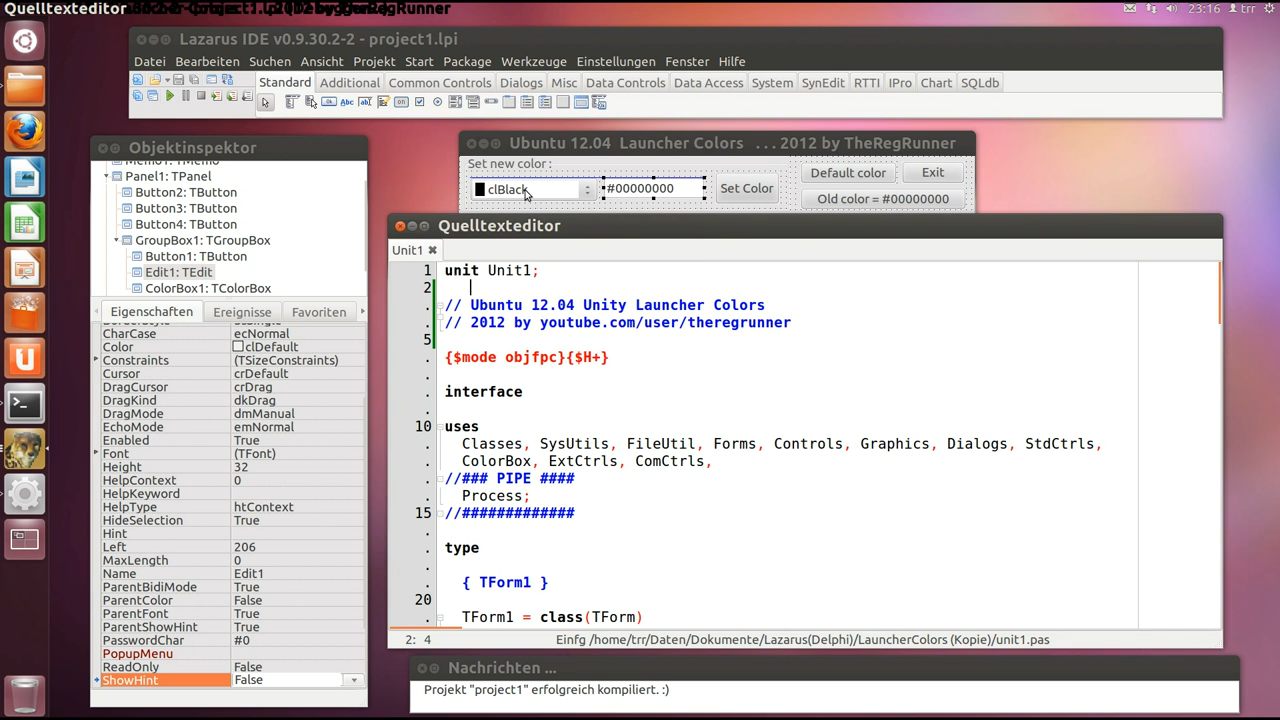 Quelltexteditor
23:16
trr
Lazarus IDE v0.9.30.2-2 - project1.lpi
Datei Bearbeiten Suchen Ansicht Projekt Start Package Werkzeuge Einstellungen Fenster Hilfe
Standard Additional Common Controls Dialogs Misc Data Controls Data Access System SynEdit RTTI IPro Chart SQLdb
Objektinspektor
Panel1: TPanel
Button2: TButton
Button3: TButton
Button4: TButton
GroupBox1: TGroupBox
Button1: TButton
Edit1: TEdit
ColorBox1: TColorBox
Eigenschaften Ereignisse Favoriten
CharCase ecNormal
Color clDefault
Constraints (TSizeConstraints)
Cursor crDefault
DragCursor crDrag
DragKind dkDrag
DragMode dmManual
EchoMode emNormal
Enabled True
Font (TFont)
Height 32
HelpContext 0
HelpKeyword
HelpType htContext
HideSelection True
Hint
Left 206
MaxLength 0
Name Edit1
ParentBidiMode True
ParentColor False
ParentFont True
ParentShowHint True
PasswordChar #0
PopupMenu
ReadOnly False
ShowHint False
Ubuntu 12.04 Launcher Colors ... 2012 by TheRegRunner
Set new color :
clBlack #00000000 Set Color
Default color Exit
Old color = #00000000
Quelltexteditor
Unit1
1 unit Unit1;
2
. // Ubuntu 12.04 Unity Launcher Colors
. // 2012 by youtube.com/user/theregrunner
5
. {$mode objfpc}{$H+}
.
. interface
.
10 uses
. Classes, SysUtils, FileUtil, Forms, Controls, Graphics, Dialogs, StdCtrls,
. ColorBox, ExtCtrls, ComCtrls,
. //### PIPE ####
. Process;
15 //#############
.
. type
.
. { TForm1 }
20
. TForm1 = class(TForm)
2: 4 Einfg /home/trr/Daten/Dokumente/Lazarus(Delphi)/LauncherColors (Kopie)/unit1.pas
Nachrichten ...
Projekt "project1" erfolgreich kompiliert. :)